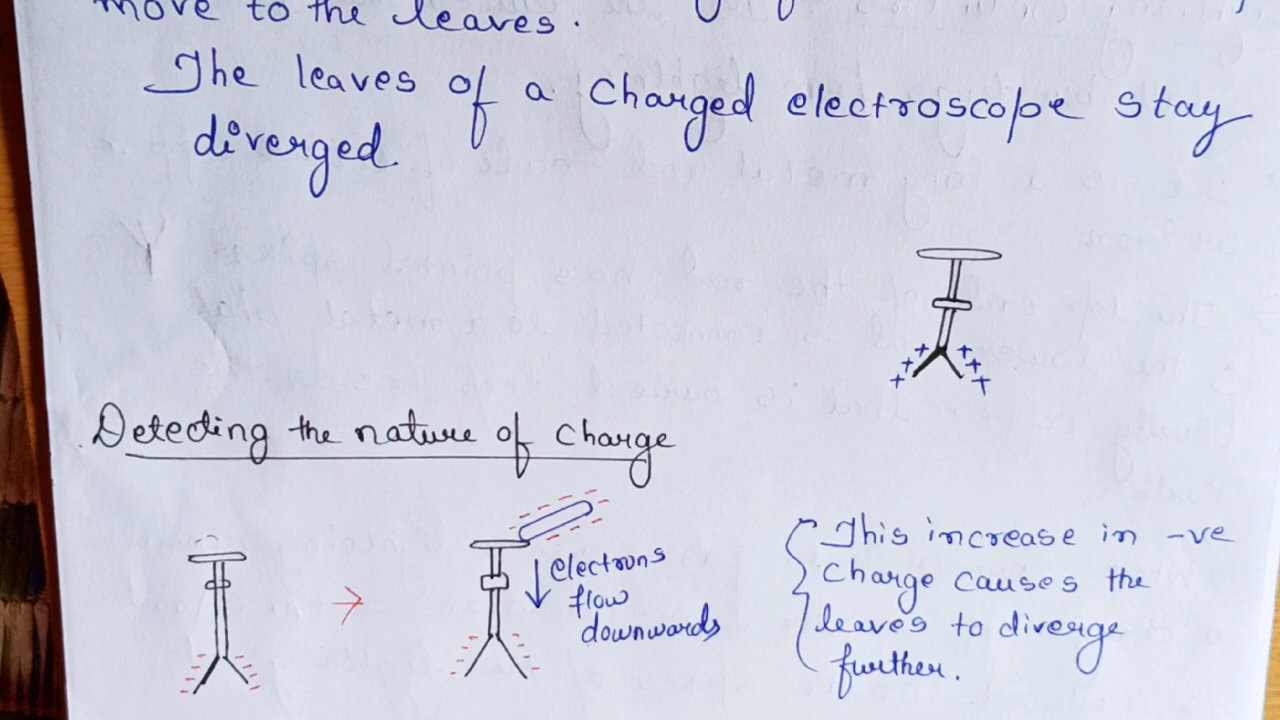 move to the leaves.
The leaves of a charged electroscope stay
diverged.
Detecting the nature of charge
electrons
flow
downwards
This increase in -ve
charge causes the
leaves to diverge
further.